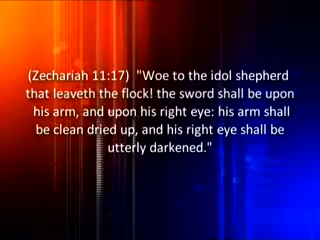 (Zechariah 11:17)  "Woe to the idol shepherd
that leaveth the flock! the sword shall be upon
his arm, and upon his right eye: his arm shall
be clean dried up, and his right eye shall be
utterly darkened."